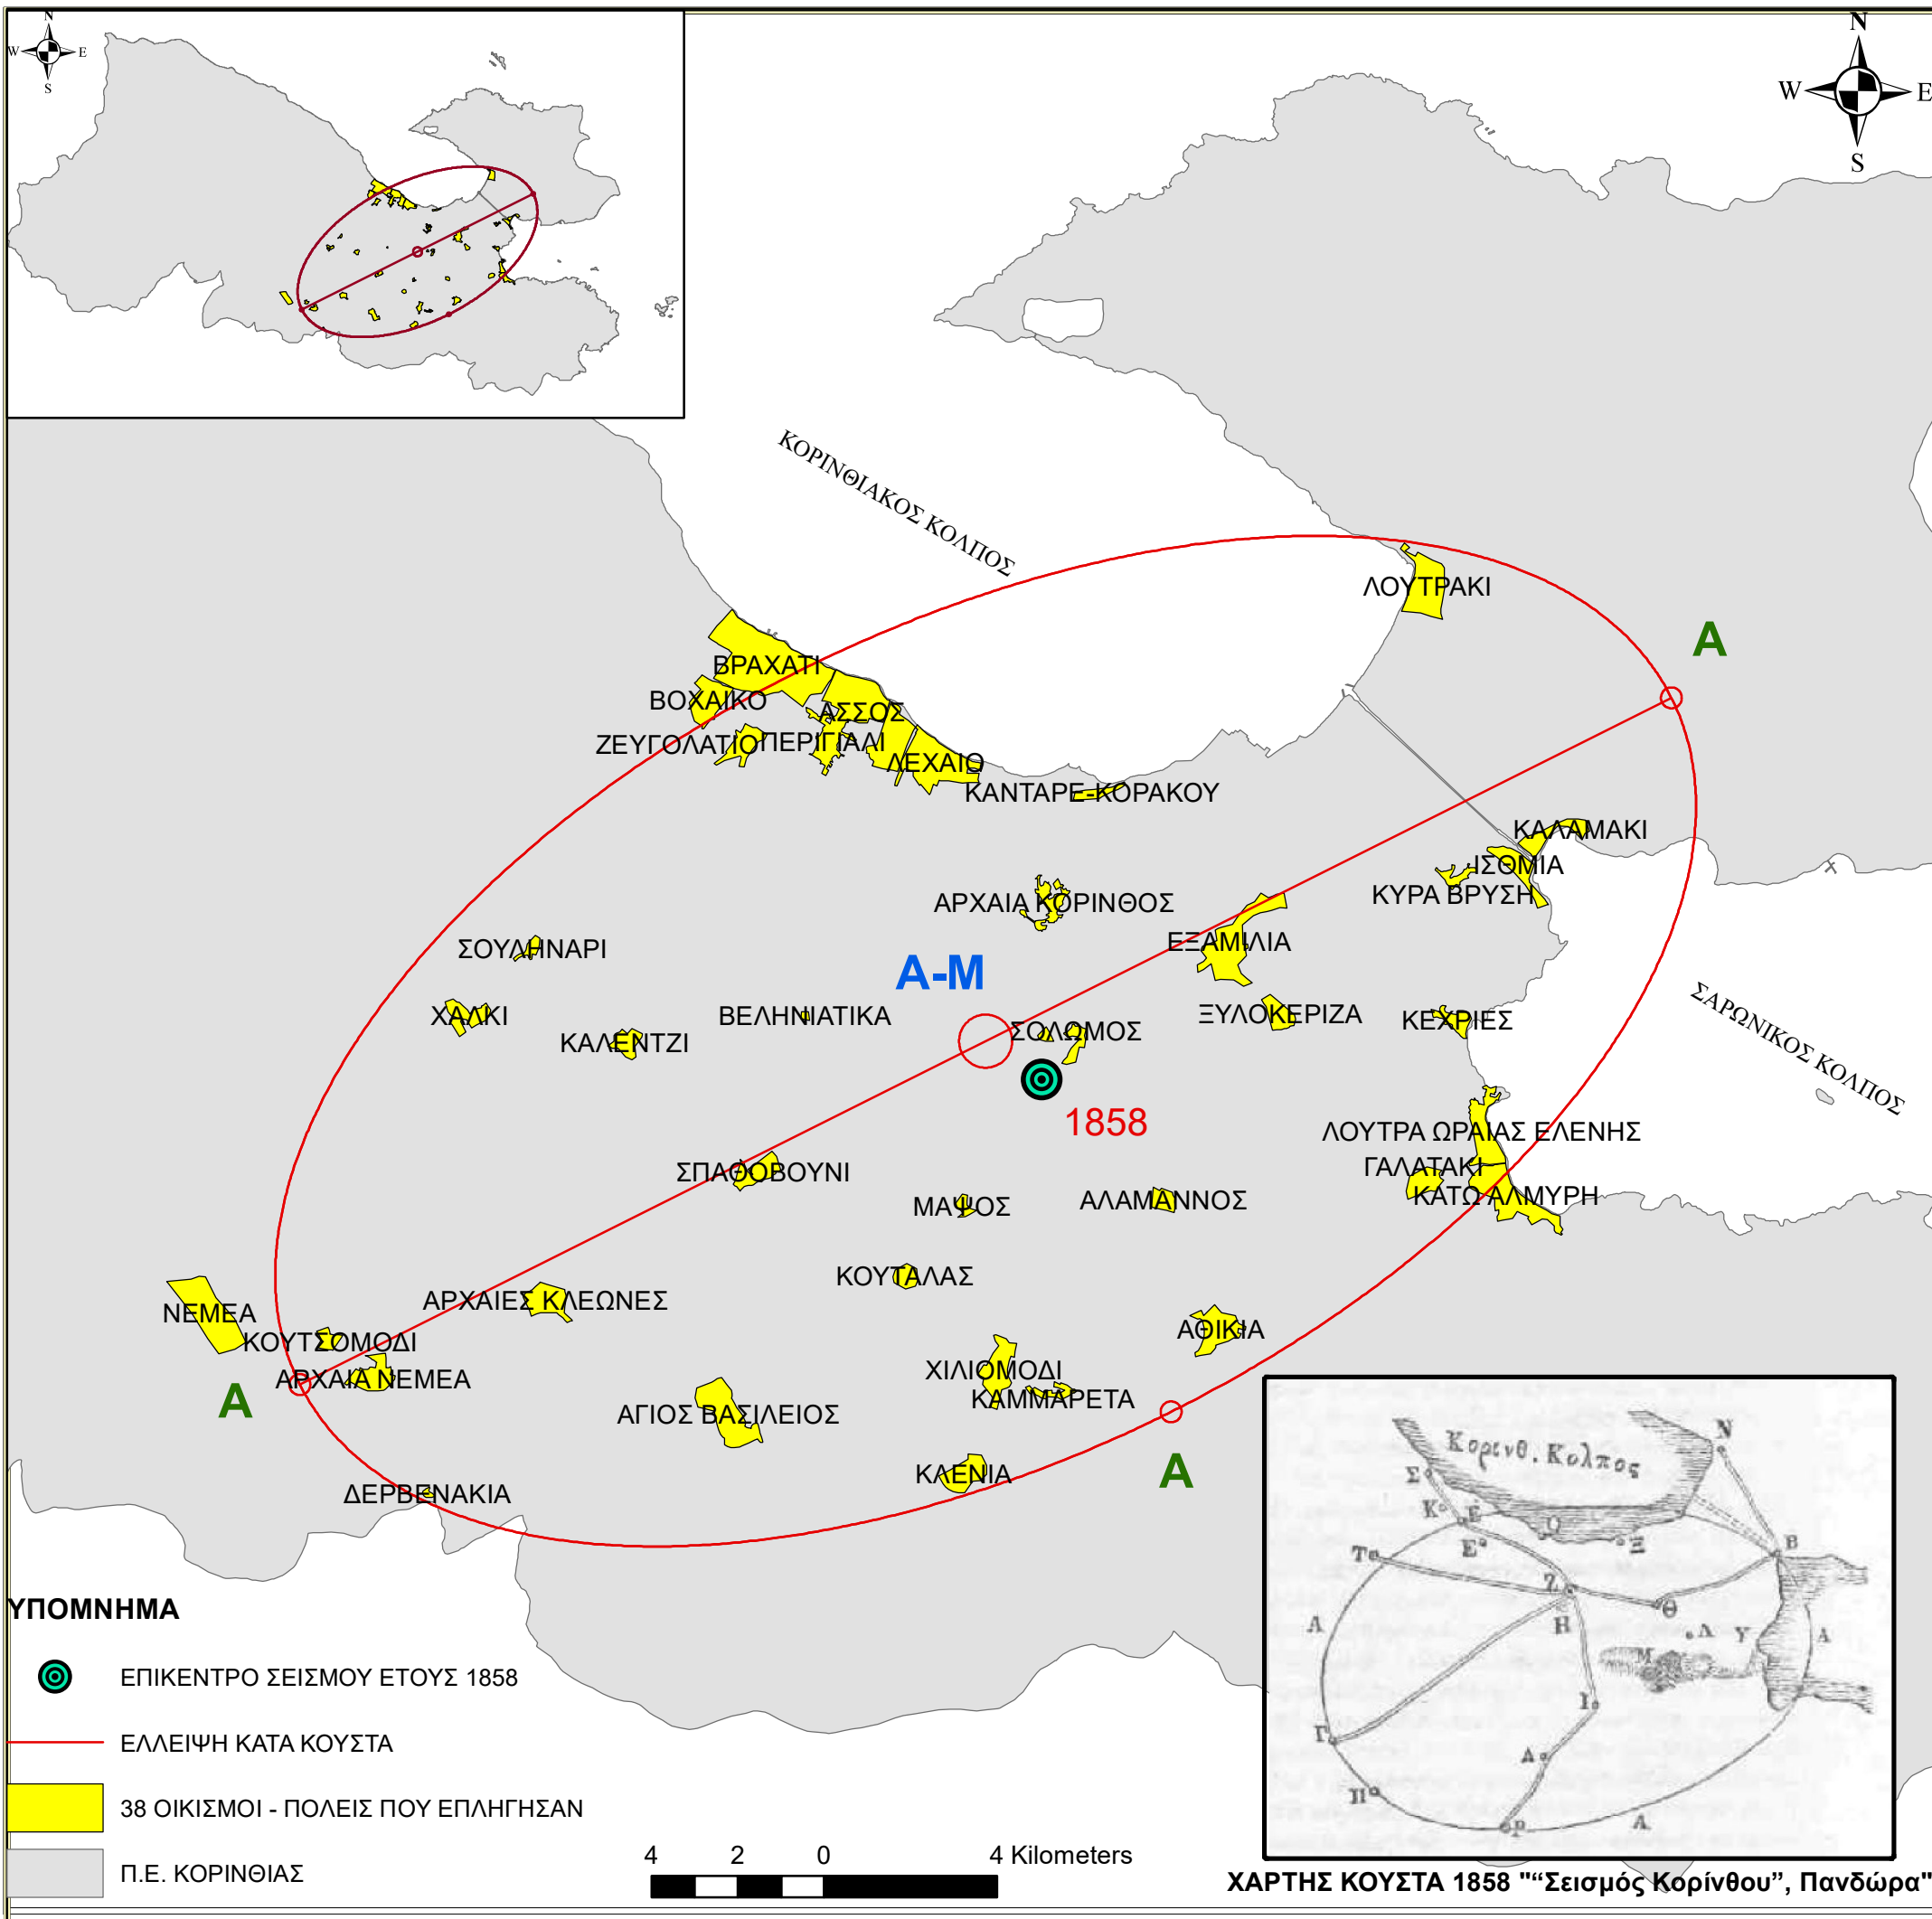 N
W E
S
N
W E
S
ΚΟΡΙΝΘΙΑΚΟΣ ΚΟΛΠΟΣ
ΛΟΥΤΡΑΚΙ
A
ΒΡΑΧΑΤΙ
ΒΟΧΑΙΚΟ
ΑΣΣΟΣ
ΖΕΥΓΟΛΑΤΙΟ
ΠΕΡΙΓΙΑΛΙ
ΛΕΧΑΙΟ
ΚΑΝΤΑΡΕ-ΚΟΡΑΚΟΥ
ΚΑΛΑΜΑΚΙ
ΙΣΘΜΙΑ
ΚΥΡΑ ΒΡΥΣΗ
ΑΡΧΑΙΑ ΚΟΡΙΝΘΟΣ
ΕΞΑΜΙΛΙΑ
ΣΟΥΛΗΝΑΡΙ
A-M
ΧΑΛΚΙ
ΒΕΛΗΝΙΑΤΙΚΑ
ΞΥΛΟΚΕΡΙΖΑ
ΚΕΧΡΙΕΣ
ΣΑΡΩΝΙΚΟΣ ΚΟΛΠΟΣ
ΚΑΛΕΝΤΖΙ
ΣΟΛΩΜΟΣ
1858
ΛΟΥΤΡΑ ΩΡΑΙΑΣ ΕΛΕΝΗΣ
ΣΠΑΘΟΒΟΥΝΙ
ΓΑΛΑΤΑΚΙ
ΚΑΤΩ ΑΛΜΥΡΗ
ΜΑΨΟΣ
ΑΛΑΜΑΝΝΟΣ
ΚΟΥΤΑΛΑΣ
ΑΡΧΑΙΕΣ ΚΛΕΩΝΕΣ
ΝΕΜΕΑ
ΑΘΙΚΙΑ
ΚΟΥΤΣΟΜΟΔΙ
ΑΡΧΑΙΑ ΝΕΜΕΑ
ΧΙΛΙΟΜΟΔΙ
ΚΑΜΜΑΡΕΤΑ
A
ΑΓΙΟΣ ΒΑΣΙΛΕΙΟΣ
A
ΚΛΕΝΙΑ
ΔΕΡΒΕΝΑΚΙΑ
Κορινθ. Κολπος
Ν
Σ
Κ
Ε
Ο
Ξ
Β
Τ
Ε
Ζ
Θ
Η
Λ
Υ
Α
Α
Μ
Ι
Γ
Δ
Π
Ρ
Α
ΥΠΟΜΝΗΜΑ
ΕΠΙΚΕΝΤΡΟ ΣΕΙΣΜΟΥ ΕΤΟΥΣ 1858
ΕΛΛΕΙΨΗ ΚΑΤΑ ΚΟΥΣΤΑ
38 ΟΙΚΙΣΜΟΙ - ΠΟΛΕΙΣ ΠΟΥ ΕΠΛΗΓΗΣΑΝ
Π.Ε. ΚΟΡΙΝΘΙΑΣ
4 2 0 4 Kilometers
ΧΑΡΤΗΣ ΚΟΥΣΤΑ 1858 "“Σεισμός Κορίνθου”, Πανδώρα"